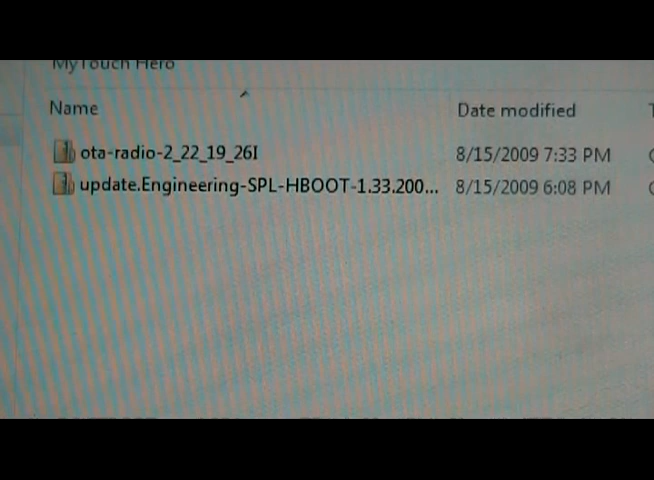 MyTouch Hero
Name Date modified
ota-radio-2_22_19_26I 8/15/2009 7:33 PM
update.Engineering-SPL-HBOOT-1.33.200... 8/15/2009 6:08 PM